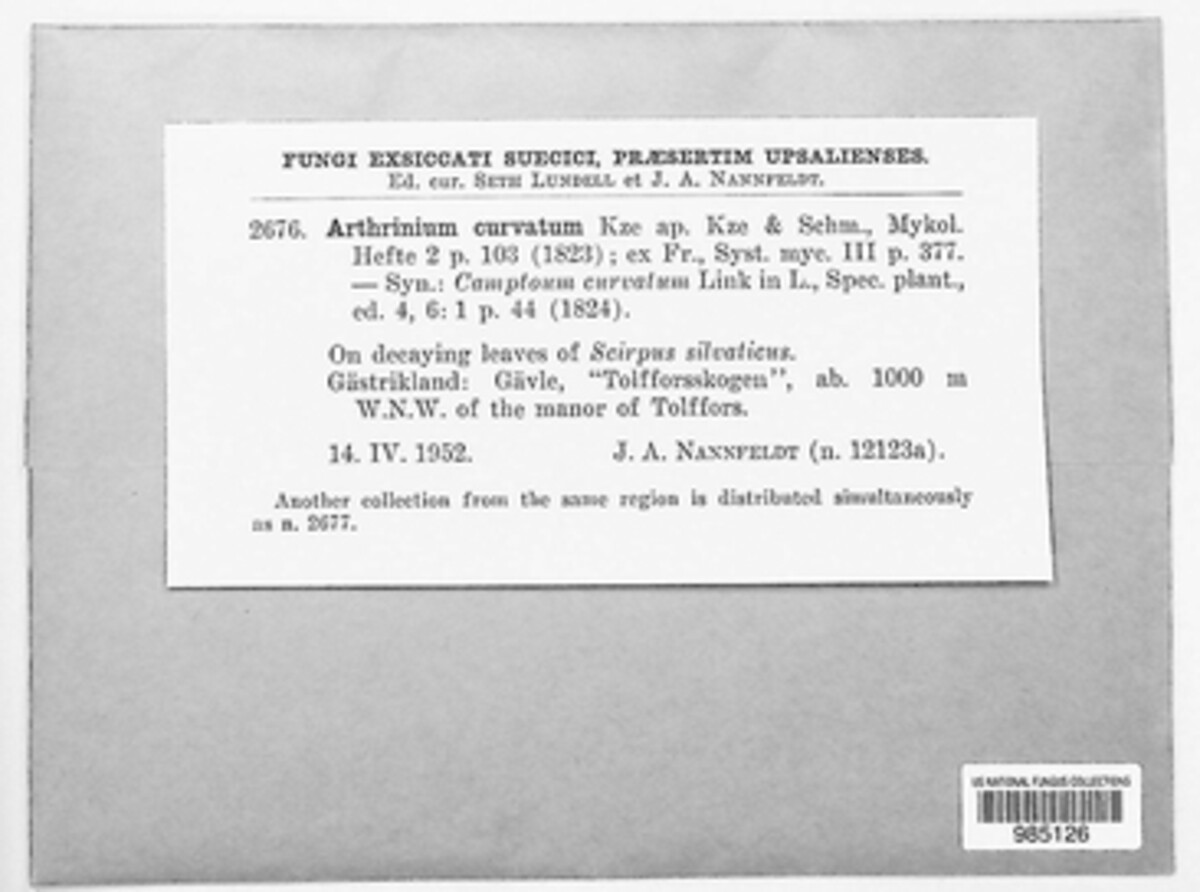 FUNGI EXSICCATI SUECICI, PRÆSERTIM UPSALIENSES.
Ed. cur. SETH LUNDELL et J. A. NANNFELDT.
2676. Arthrinium curvatum Kze ap. Kze & Schm., Mykol.
Hefte 2 p. 103 (1823); ex Fr., Syst. myc. III p. 377.
— Syn.: Camptoum curvatum Link in L., Spec. plant.,
ed. 4, 6: 1 p. 44 (1824).
On decaying leaves of Scirpus silvaticus.
Gästrikland: Gävle, “Tolfforsskogen”, ab. 1000 m
W.N.W. of the manor of Tolffors.
14. IV. 1952. J. A. NANNFELDT (n. 12123a).
Another collection from the same region is distributed simultaneously
as n. 2677.
US NATIONAL FUNGUS COLLECTIONS
985126